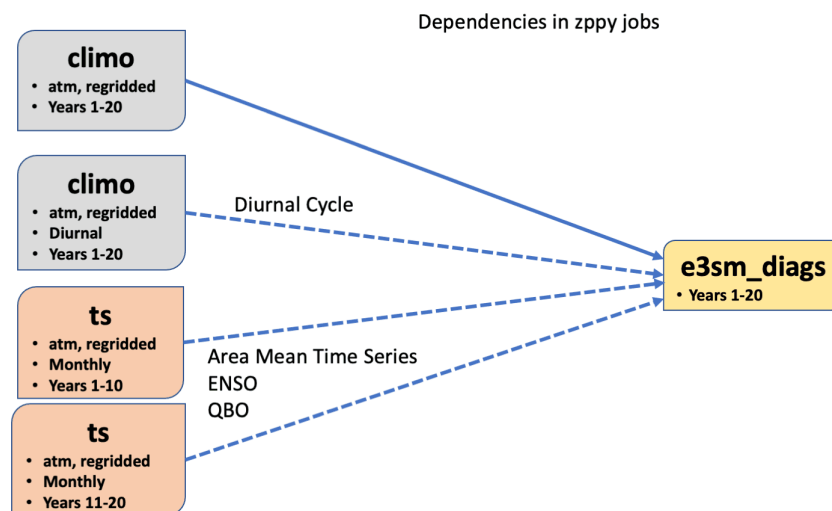 Dependencies in zppy jobs
climo
• atm, regridded
• Years 1-20
climo
• atm, regridded
• Diurnal
• Years 1-20
Diurnal Cycle
e3sm_diags
• Years 1-20
ts
• atm, regridded
• Monthly
• Years 1-10
Area Mean Time Series
ENSO
QBO
ts
• atm, regridded
• Monthly
• Years 11-20